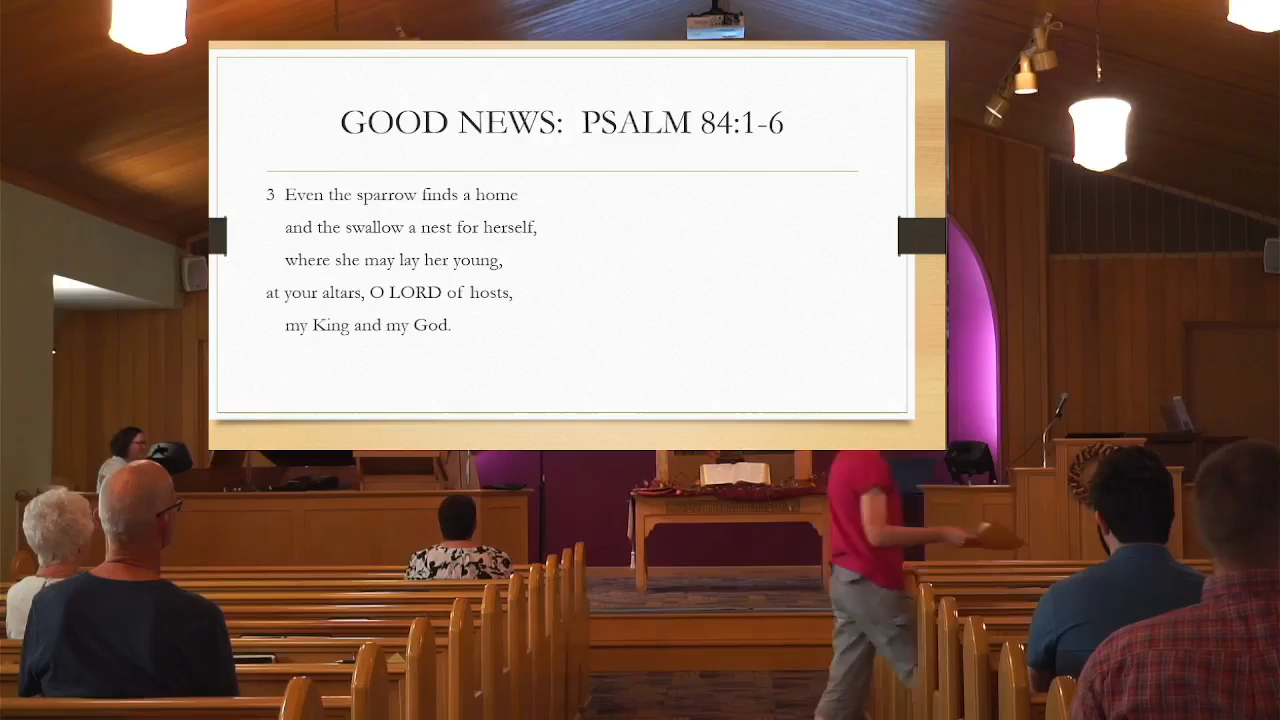 GOOD NEWS: PSALM 84:1-6
3 Even the sparrow finds a home
and the swallow a nest for herself,
where she may lay her young,
at your altars, O LORD of hosts,
my King and my God.